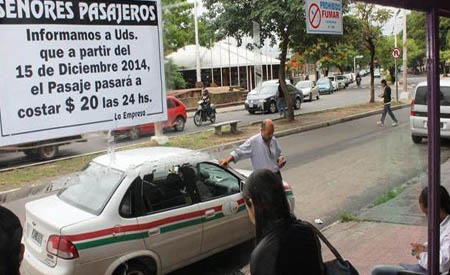 SEÑORES PASAJEROS
Informamos a Uds.
que a partir del
15 de Diciembre 2014,
el Pasaje pasará a
costar $ 20 las 24 hs.
La Empresa
PROHIBIDO
FUMAR